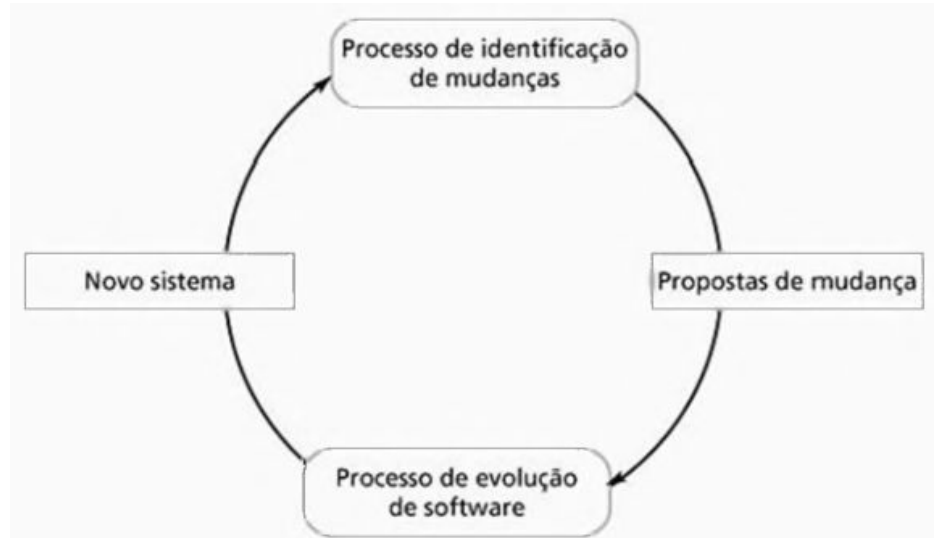 Processo de identificação
de mudanças
Novo sistema
Propostas de mudança
Processo de evolução
de software